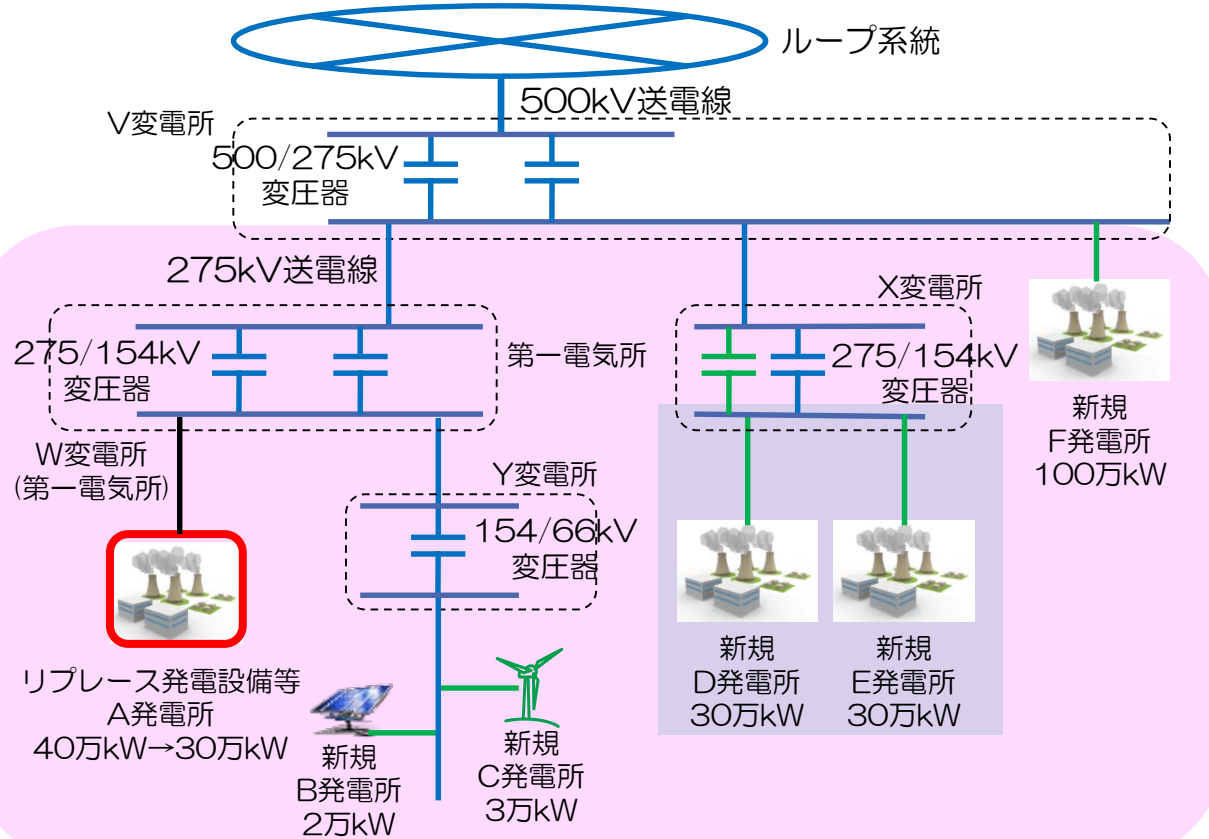 ループ系統
500kV送電線
V変電所
500/275kV
変圧器
275kV送電線
X変電所
275/154kV
変圧器
第一電気所
275/154kV
変圧器
新規
F発電所
100万kW
W変電所
(第一電気所)
Y変電所
154/66kV
変圧器
リプレース発電設備等
A発電所
40万kW→30万kW
新規
B発電所
2万kW
新規
C発電所
3万kW
新規
D発電所
30万kW
新規
E発電所
30万kW